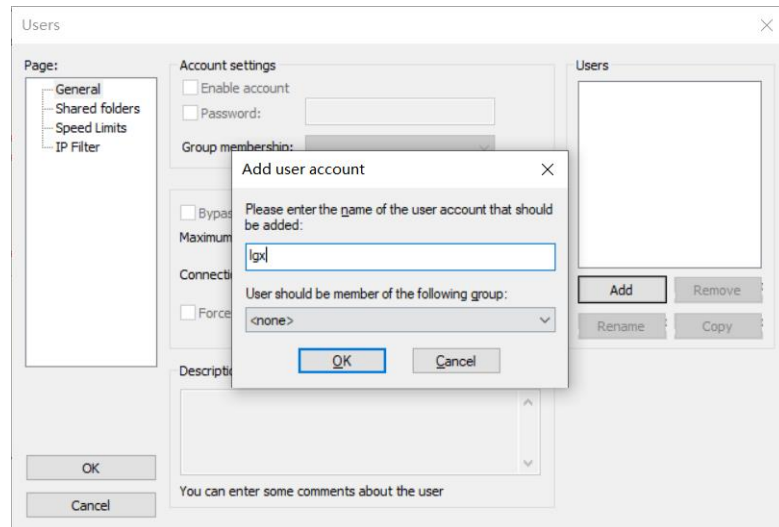 Users
Page:
General
Shared folders
Speed Limits
IP Filter
OK
Cancel
Account settings
Enable account
Password:
Group membership:
Maximum
Description
You can enter some comments about the user
Add user account
Please enter the name of the user account that should
be added:
lgx
User should be member of the following group:
<none>
OK
Cancel
Users
Add
Remove
Rename
Copy